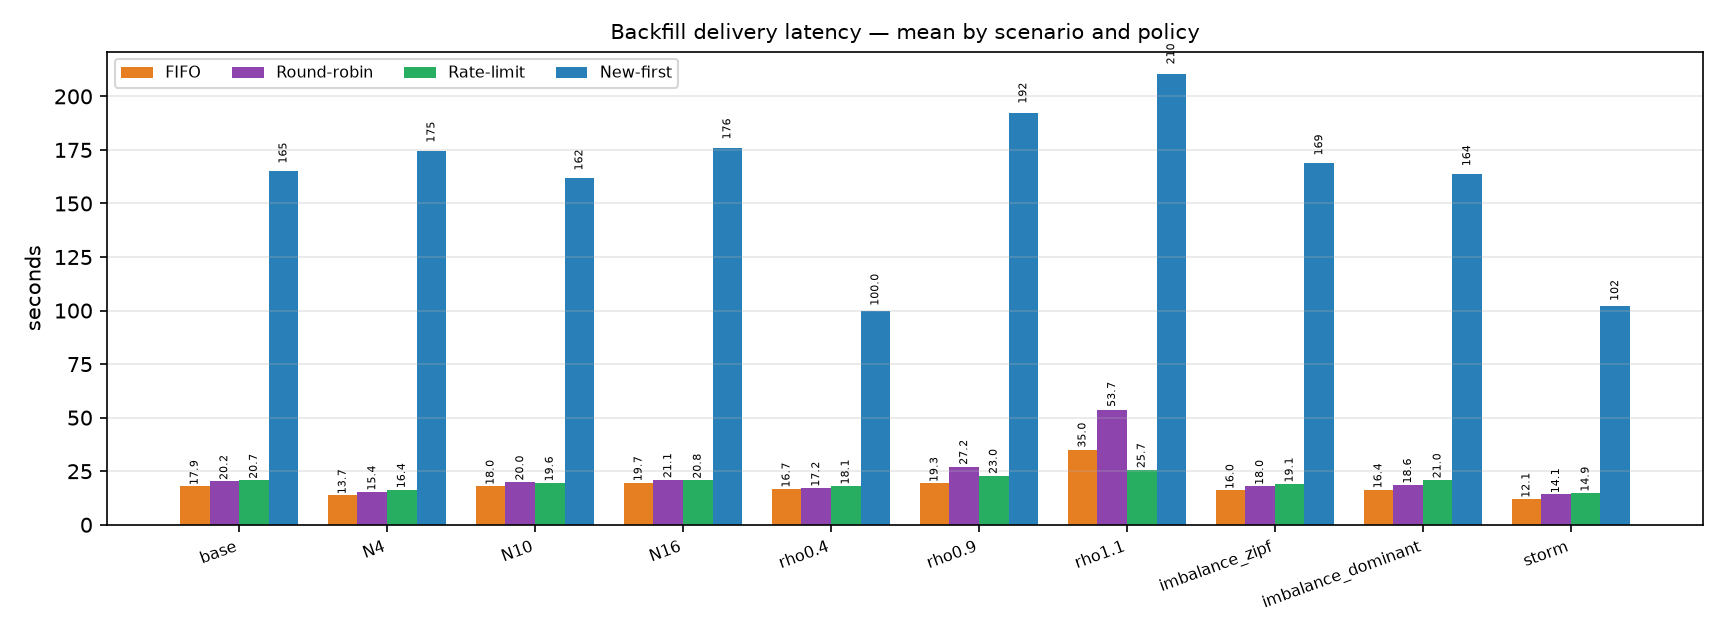 Backfill delivery latency — mean by scenario and policy
FIFO Round-robin Rate-limit New-first
seconds
200
175
150
125
100
75
50
25
0
17.9 20.2 20.7 165
13.7 15.4 16.4 175
18.0 20.0 19.6 162
19.7 21.1 20.8 176
16.7 17.2 18.1 100.0
19.3 27.2 23.0 192
35.0 53.7 25.7 210
16.0 18.0 19.1 169
16.4 18.6 21.0 164
12.1 14.1 14.9 102
base N4 N10 N16 rho0.4 rho0.9 rho1.1 imbalance_zipf imbalance_dominant storm